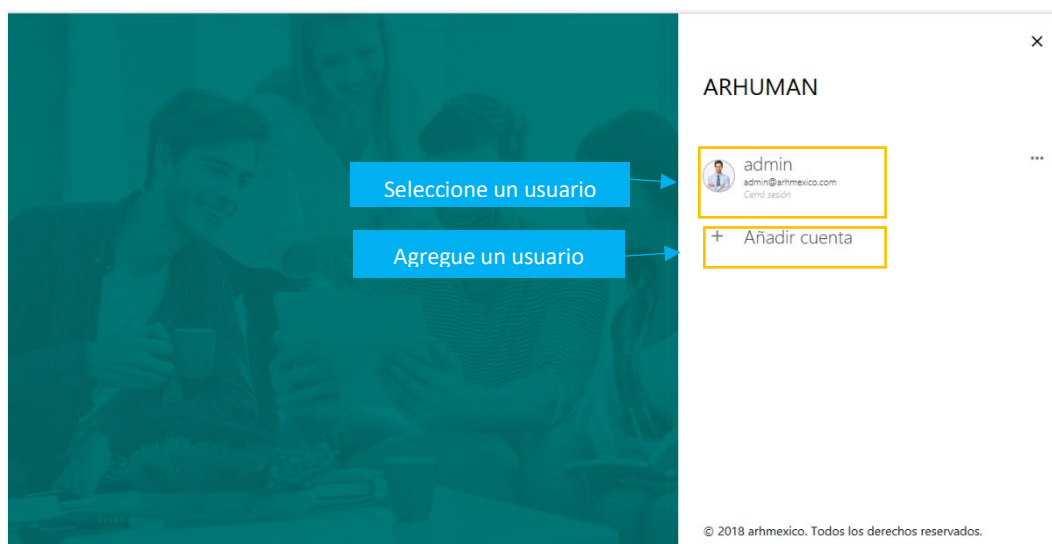 ARHUMAN
admin
admin@arhmexico.com
Cerró sesión
Seleccione un usuario
Añadir cuenta
Agregue un usuario
© 2018 arhmexico. Todos los derechos reservados.